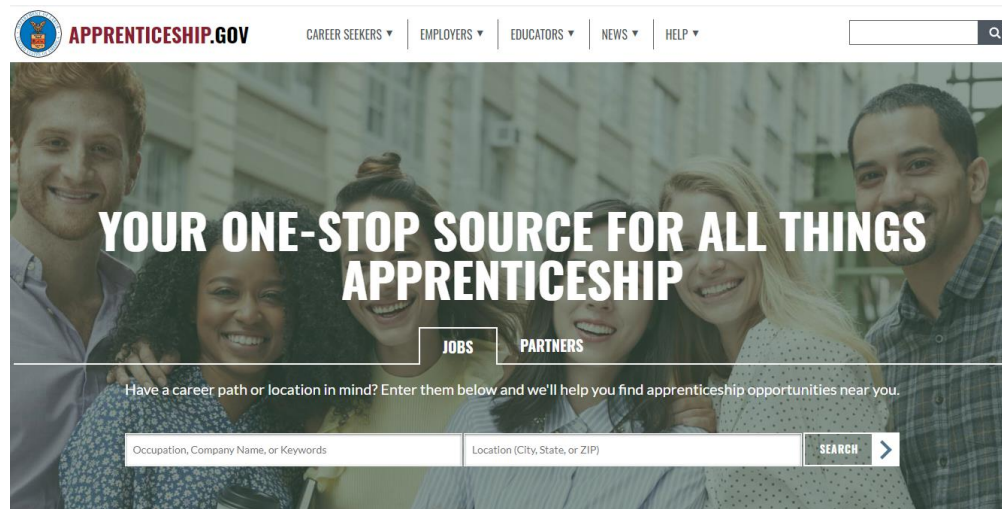 APPRENTICESHIP.GOV
CAREER SEEKERS ▼
EMPLOYERS ▼
EDUCATORS ▼
NEWS ▼
HELP ▼
YOUR ONE-STOP SOURCE FOR ALL THINGS
APPRENTICESHIP
JOBS
PARTNERS
Have a career path or location in mind? Enter them below and we'll help you find apprenticeship opportunities near you.
Occupation, Company Name, or Keywords
Location (City, State, or ZIP)
SEARCH